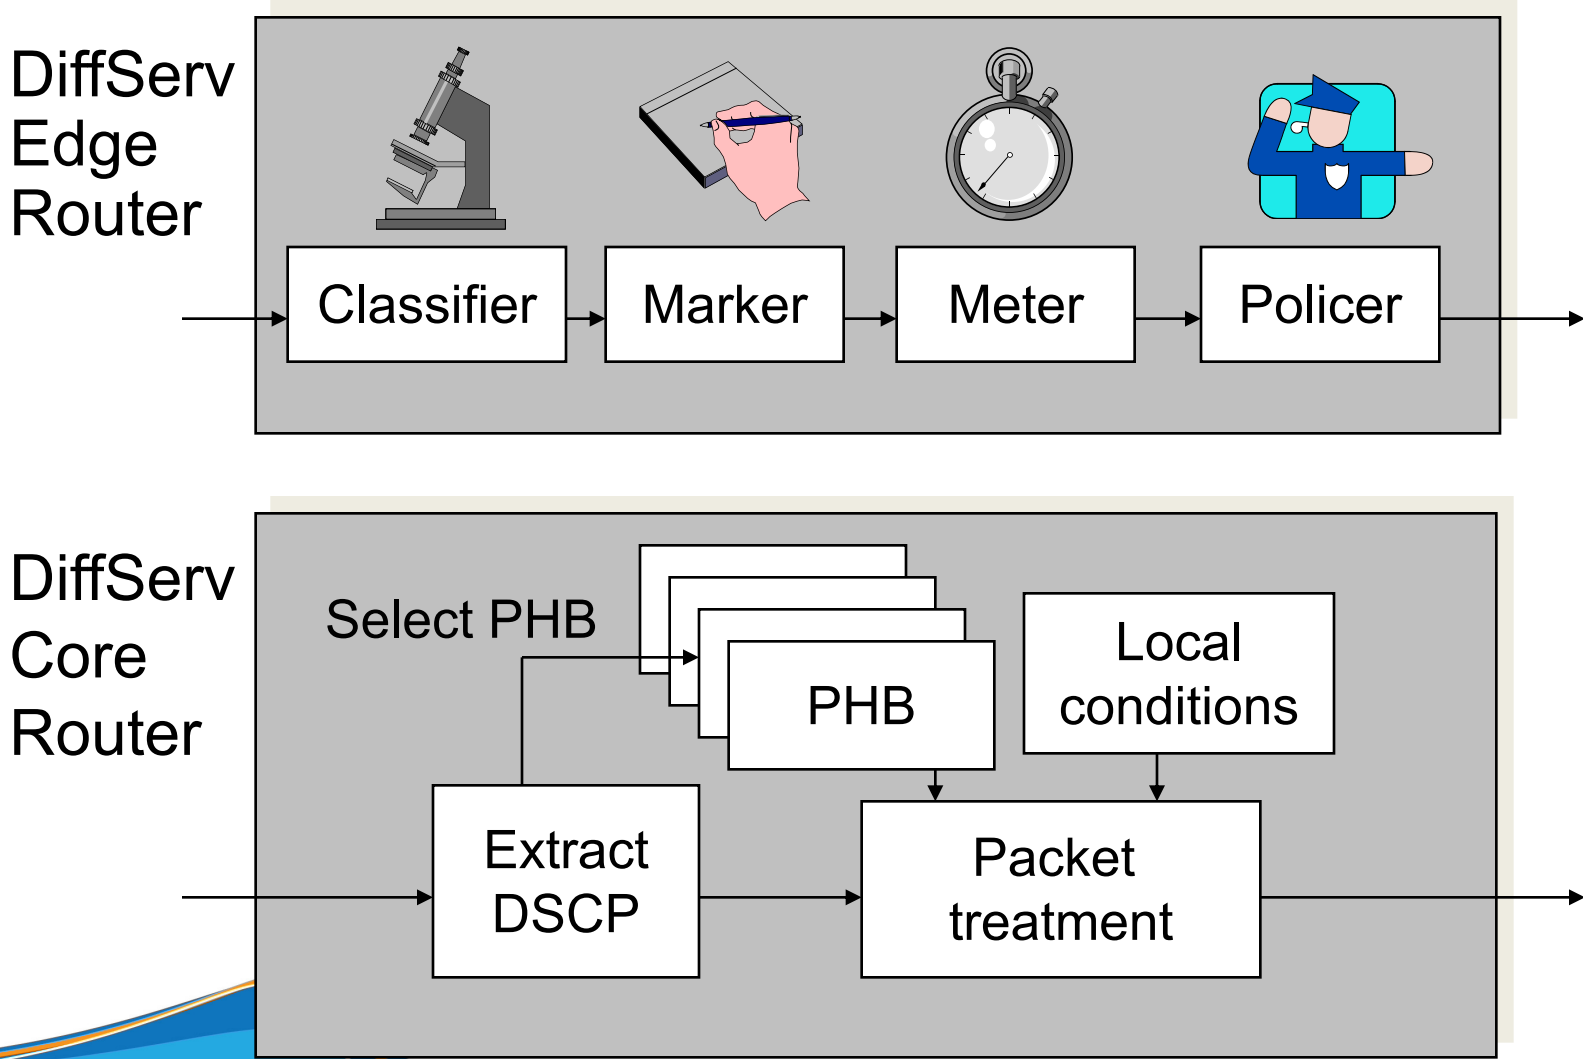 DiffServ
Edge
Router
Classifier
Marker
Meter
Policer
DiffServ
Core
Router
Select PHB
PHB
Local
conditions
Extract
DSCP
Packet
treatment